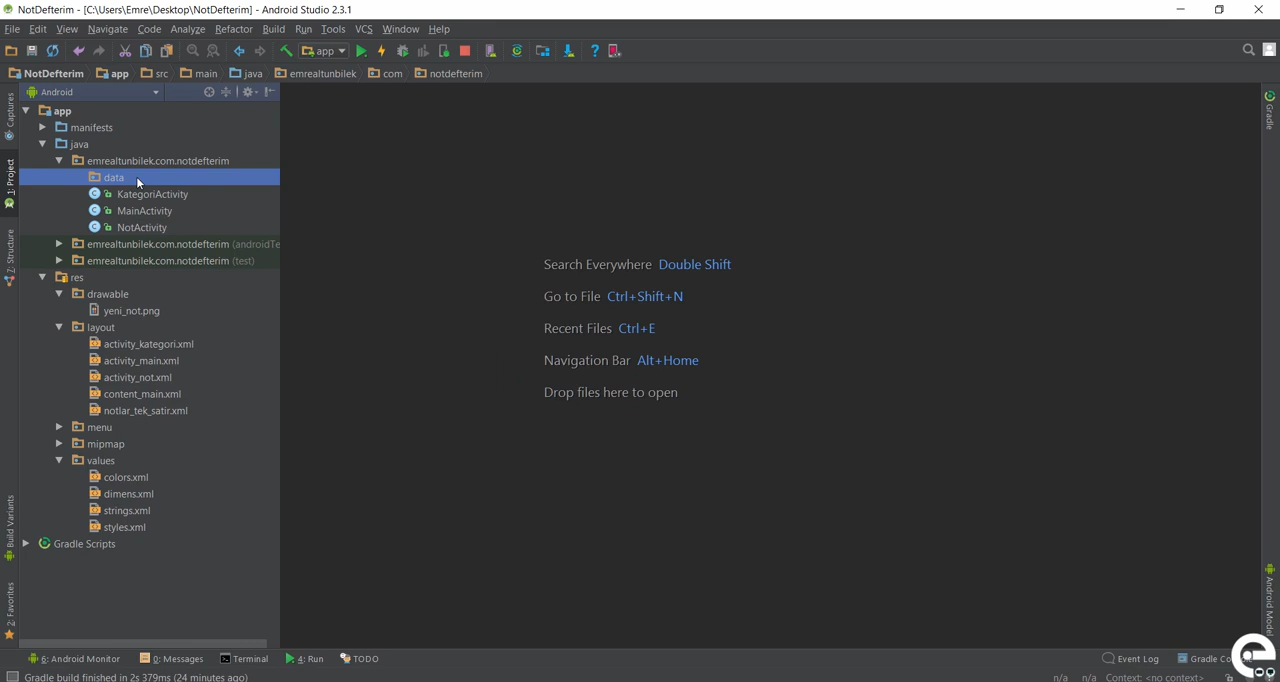 NotDefterim - [C:\Users\Emre\Desktop\NotDefterim] - Android Studio 2.3.1
File Edit View Navigate Code Analyze Refactor Build Run Tools VCS Window Help
app
NotDefterim app src main java emrealtunbilek com notdefterim
Android
app
manifests
java
emrealtunbilek.com.notdefterim
data
KategoriActivity
MainActivity
NotActivity
emrealtunbilek.com.notdefterim (androidTe
emrealtunbilek.com.notdefterim (test)
res
drawable
yeni_not.png
layout
activity_kategori.xml
activity_main.xml
activity_not.xml
content_main.xml
notlar_tek_satir.xml
menu
mipmap
values
colors.xml
dimens.xml
strings.xml
styles.xml
Gradle Scripts
Captures
1: Project
7: Structure
Build Variants
2: Favorites
Search Everywhere Double Shift
Go to File Ctrl+Shift+N
Recent Files Ctrl+E
Navigation Bar Alt+Home
Drop files here to open
Gradle
Android Model
6: Android Monitor 0: Messages Terminal 4: Run TODO Event Log Gradle Co
Gradle build finished in 2s 379ms (24 minutes ago) n/a n/a Context: <no context>